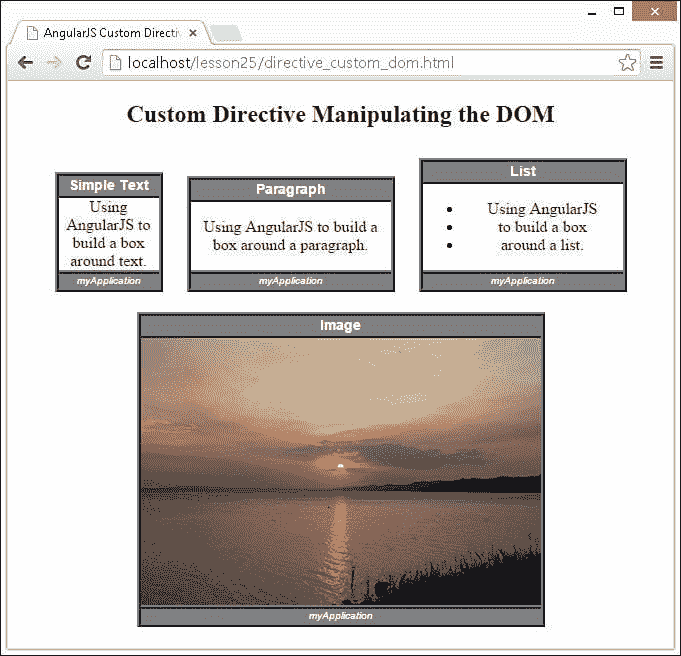 AngularJS Custom Directiv
localhost/lesson25/directive_custom_dom.html
Custom Directive Manipulating the DOM
Simple Text
Using
AngularJS to
build a box
around text.
myApplication
Paragraph
Using AngularJS to build a
box around a paragraph.
myApplication
List
Using AngularJS
to build a box
around a list.
myApplication
Image
myApplication